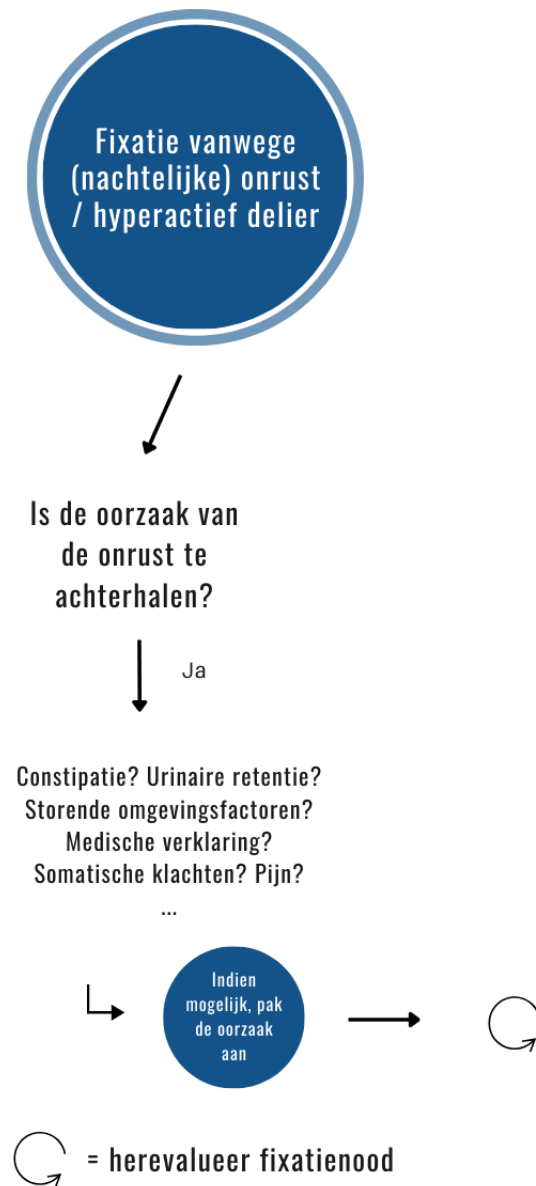 Fixatie vanwege
(nachtelijke) onrust
/ hyperactief delier
Is de oorzaak van
de onrust te
achterhalen?
Ja
Constipatie? Urinaire retentie?
Storende omgevingsfactoren?
Medische verklaring?
Somatische klachten? Pijn?
...
Indien
mogelijk, pak
de oorzaak
aan
= herevalueer fixatienood